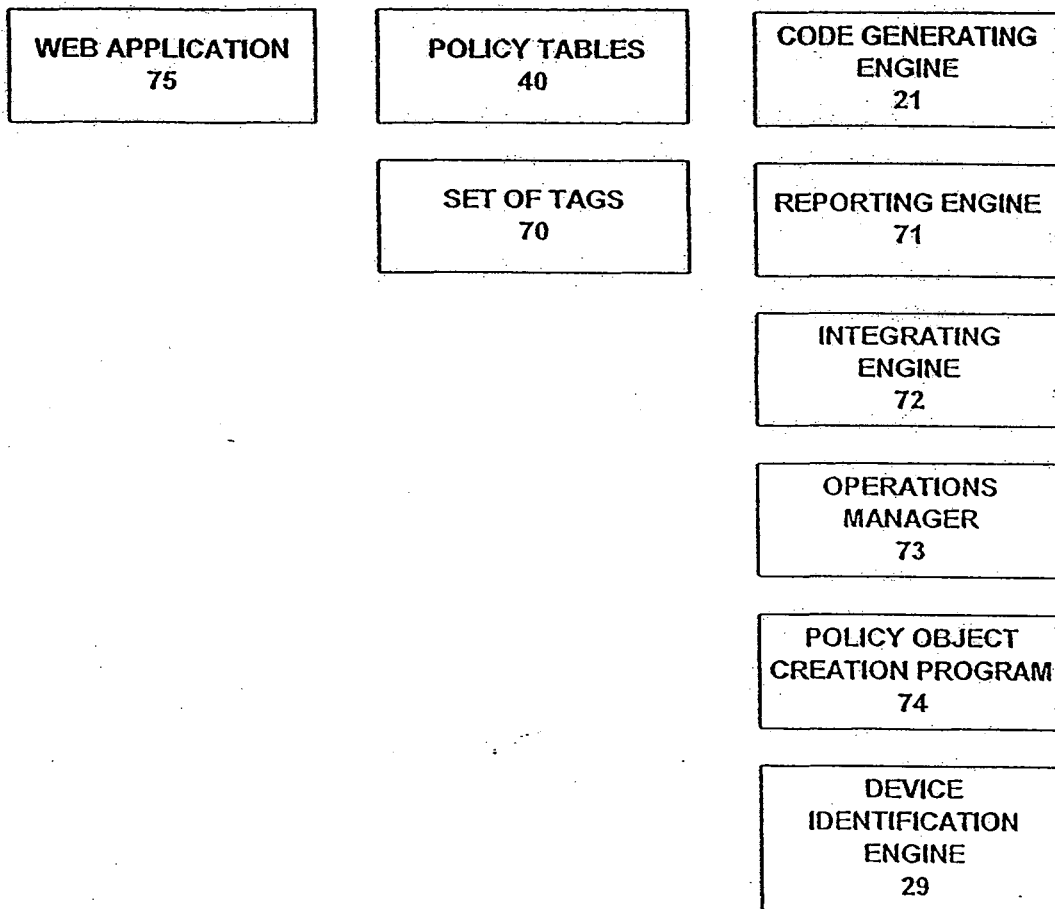 WEB APPLICATION
75
POLICY TABLES
40
SET OF TAGS
70
CODE GENERATING
ENGINE
21
REPORTING ENGINE
71
INTEGRATING
ENGINE
72
OPERATIONS
MANAGER
73
POLICY OBJECT
CREATION PROGRAM
74
DEVICE
IDENTIFICATION
ENGINE
29